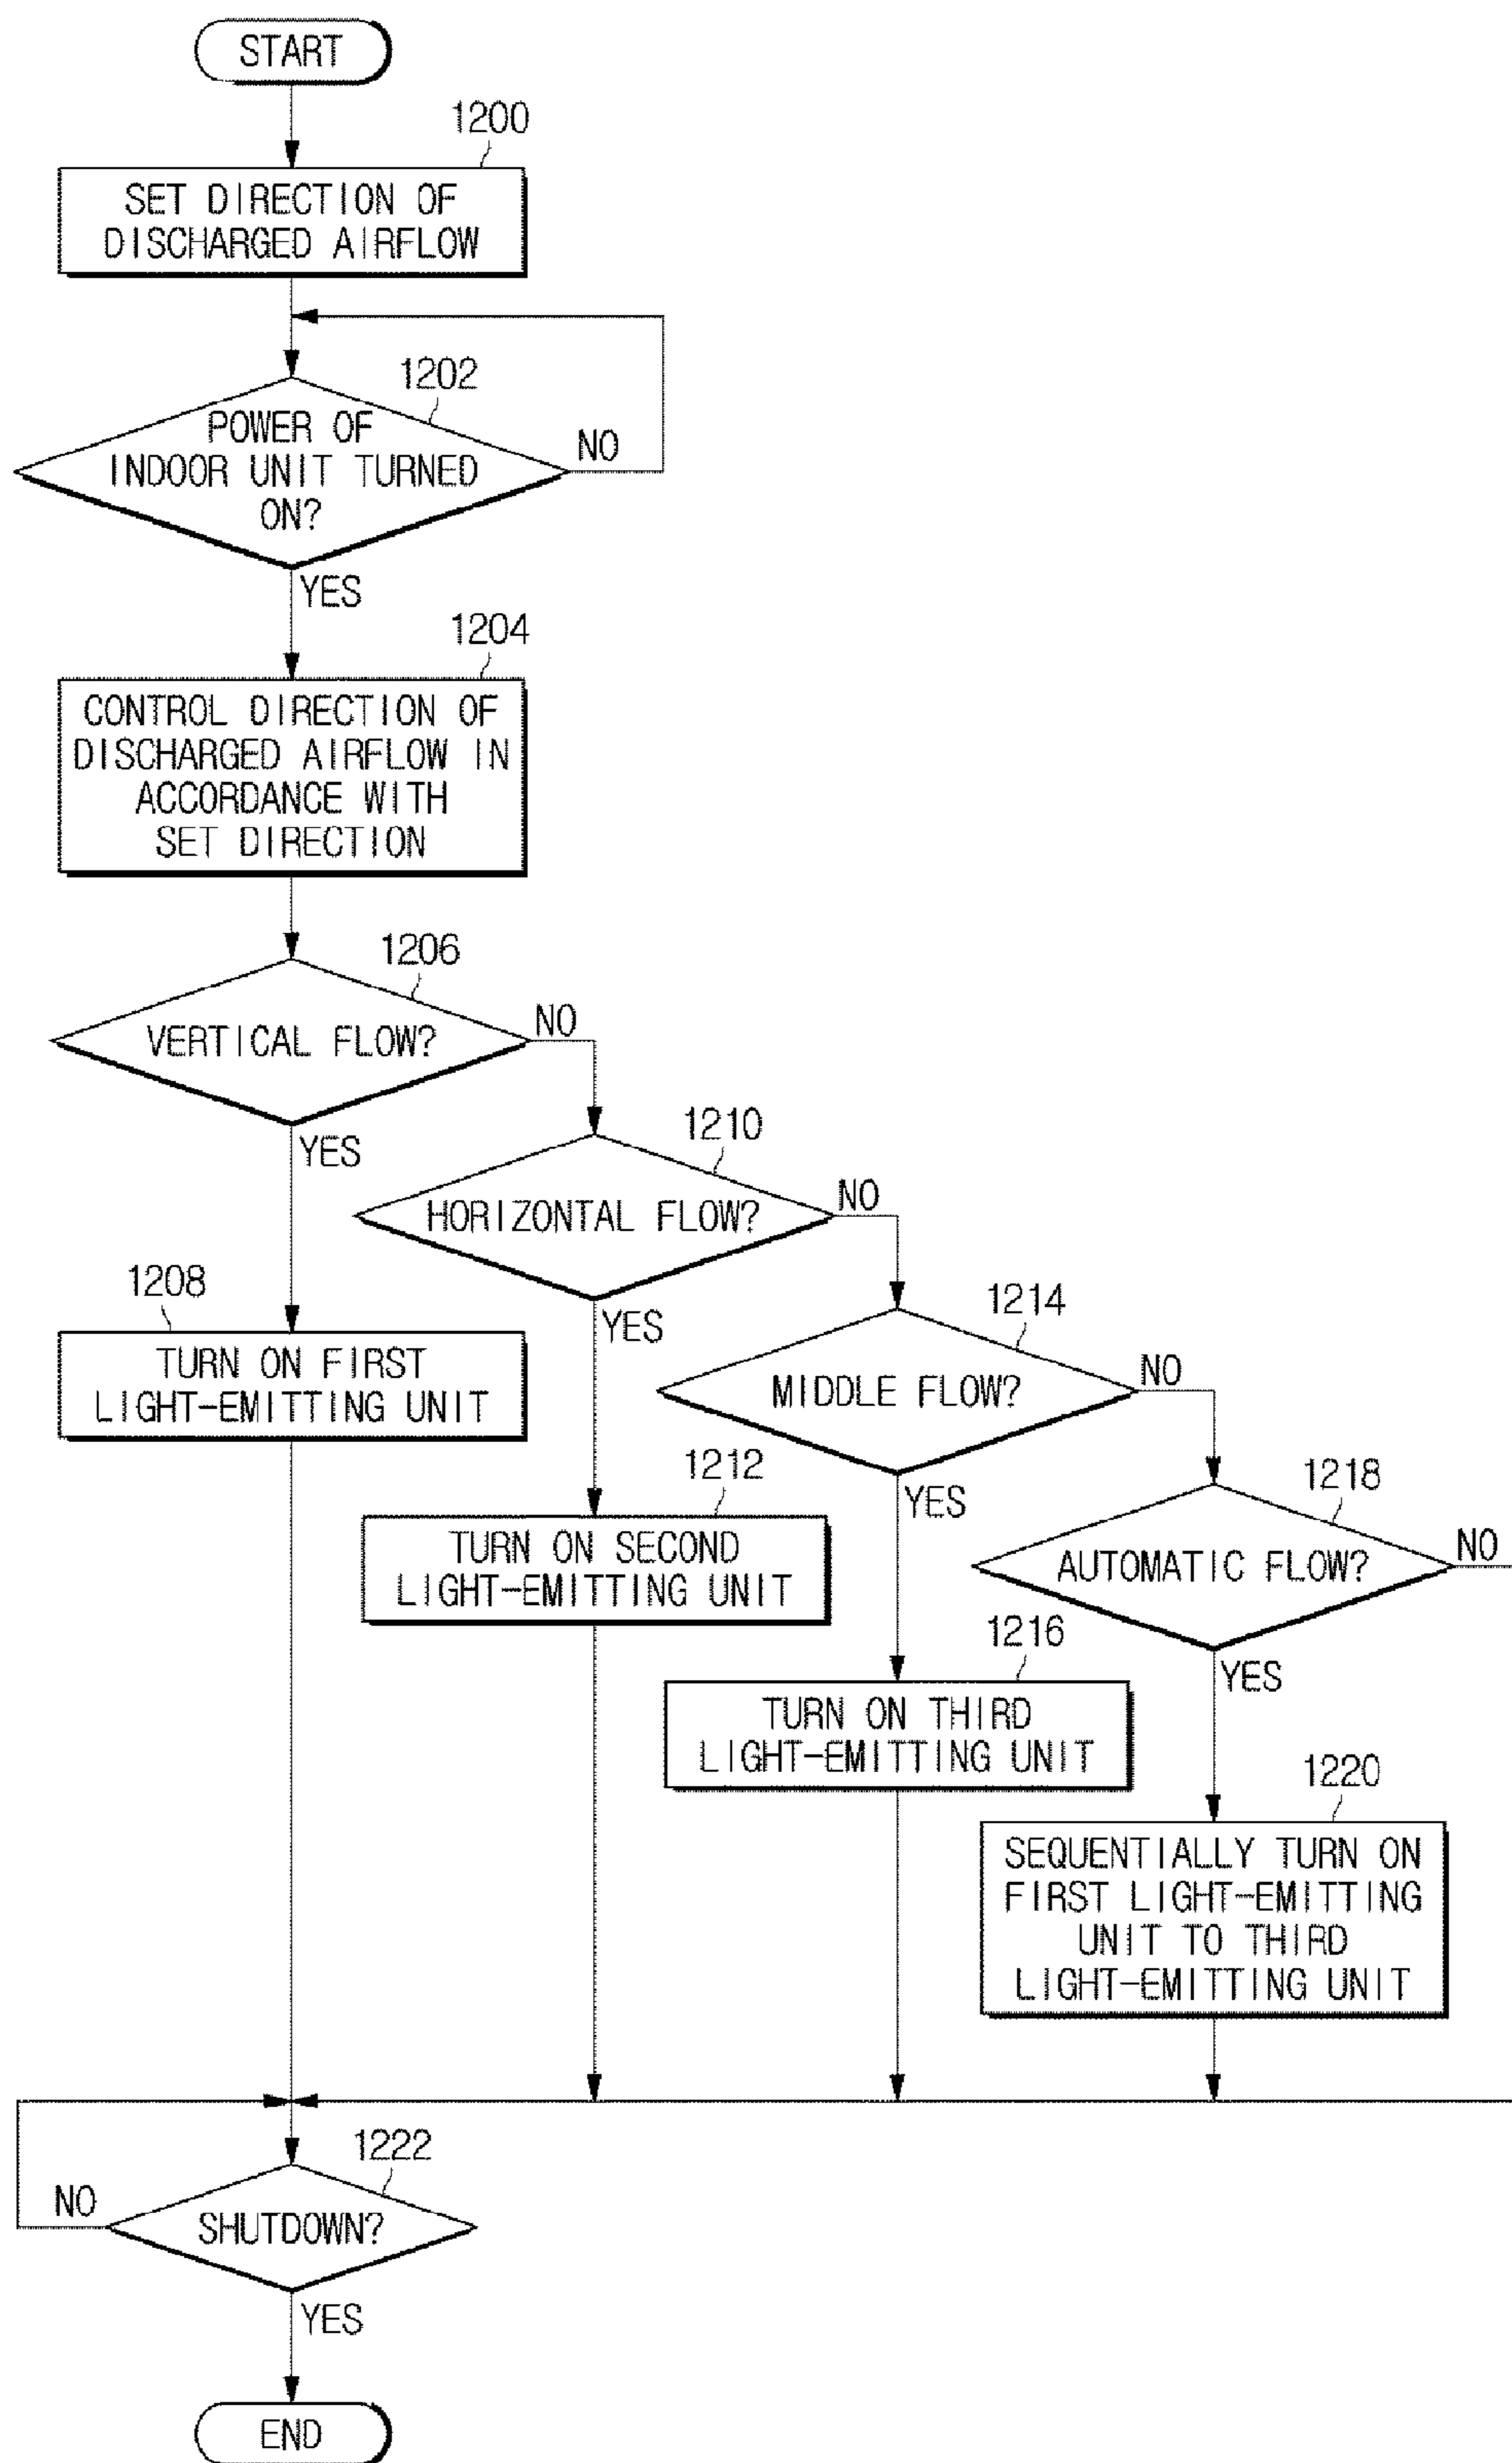 START
1200
SET DIRECTION OF
DISCHARGED AIRFLOW
1202
POWER OF
INDOOR UNIT TURNED
ON?
NO
YES
1204
CONTROL DIRECTION OF
DISCHARGED AIRFLOW IN
ACCORDANCE WITH
SET DIRECTION
1206
VERTICAL FLOW?
NO
YES
1210
HORIZONTAL FLOW?
NO
YES
1208
TURN ON FIRST
LIGHT-EMITTING UNIT
1214
MIDDLE FLOW?
NO
YES
1212
TURN ON SECOND
LIGHT-EMITTING UNIT
1218
AUTOMATIC FLOW?
NO
YES
1216
TURN ON THIRD
LIGHT-EMITTING UNIT
1220
SEQUENTIALLY TURN ON
FIRST LIGHT-EMITTING
UNIT TO THIRD
LIGHT-EMITTING UNIT
1222
NO
SHUTDOWN?
YES
END